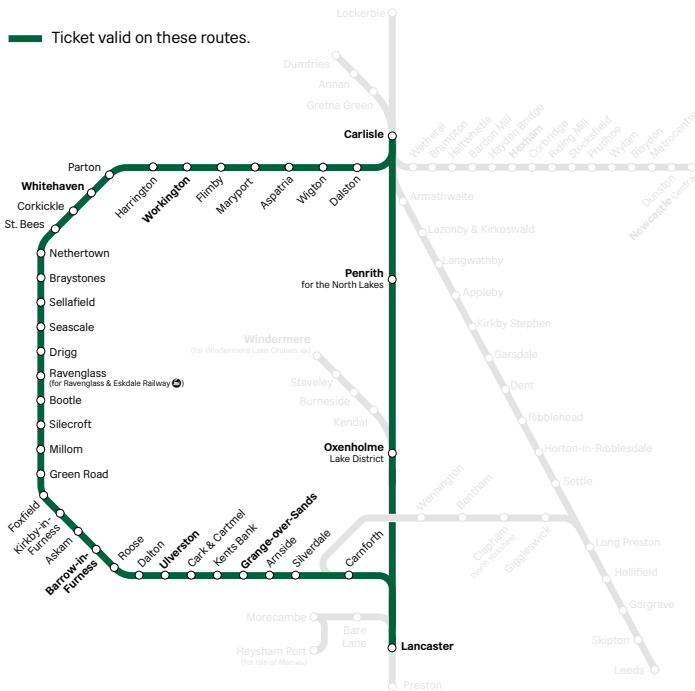 Ticket valid on these routes.
Lockerbie
Dumfries
Annan
Gretna Green
Carlisle
Wetheral
Brampton
Haltwhistle
Bardon Mill
Haydon Bridge
Hexham
Corbridge
Riding Mill
Stocksfield
Prudhoe
Wylam
Blaydon
Metrocentre
Dunston
Newcastle Central
Parton
Harrington
Workington
Flimby
Maryport
Aspatria
Wigton
Dalston
Whitehaven
Corkickle
St. Bees
Nethertown
Braystones
Sellafield
Seascale
Drigg
Ravenglass
(for Ravenglass & Eskdale Railway)
Bootle
Silecroft
Millom
Green Road
Foxfield
Kirkby-in-
Furness
Askam
Barrow-in-
Furness
Roose
Dalton
Ulverston
Cark & Cartmel
Kents Bank
Grange-over-Sands
Arnside
Silverdale
Carnforth
Penrith
for the North Lakes
Windermere
(for Windermere Lake Cruises)
Staveley
Burneside
Kendal
Oxenholme
Lake District
Armathwaite
Lazonby & Kirkoswald
Langwathby
Appleby
Kirkby Stephen
Garsdale
Dent
Ribblehead
Horton-in-Ribblesdale
Settle
Wennington
Bentham
Clapham
(North Yorkshire)
Giggleswick
Long Preston
Hellifield
Gargrave
Skipton
Leeds
Morecambe
Bare
Lane
Heysham Port
(for Isle of Man)
Lancaster
Preston